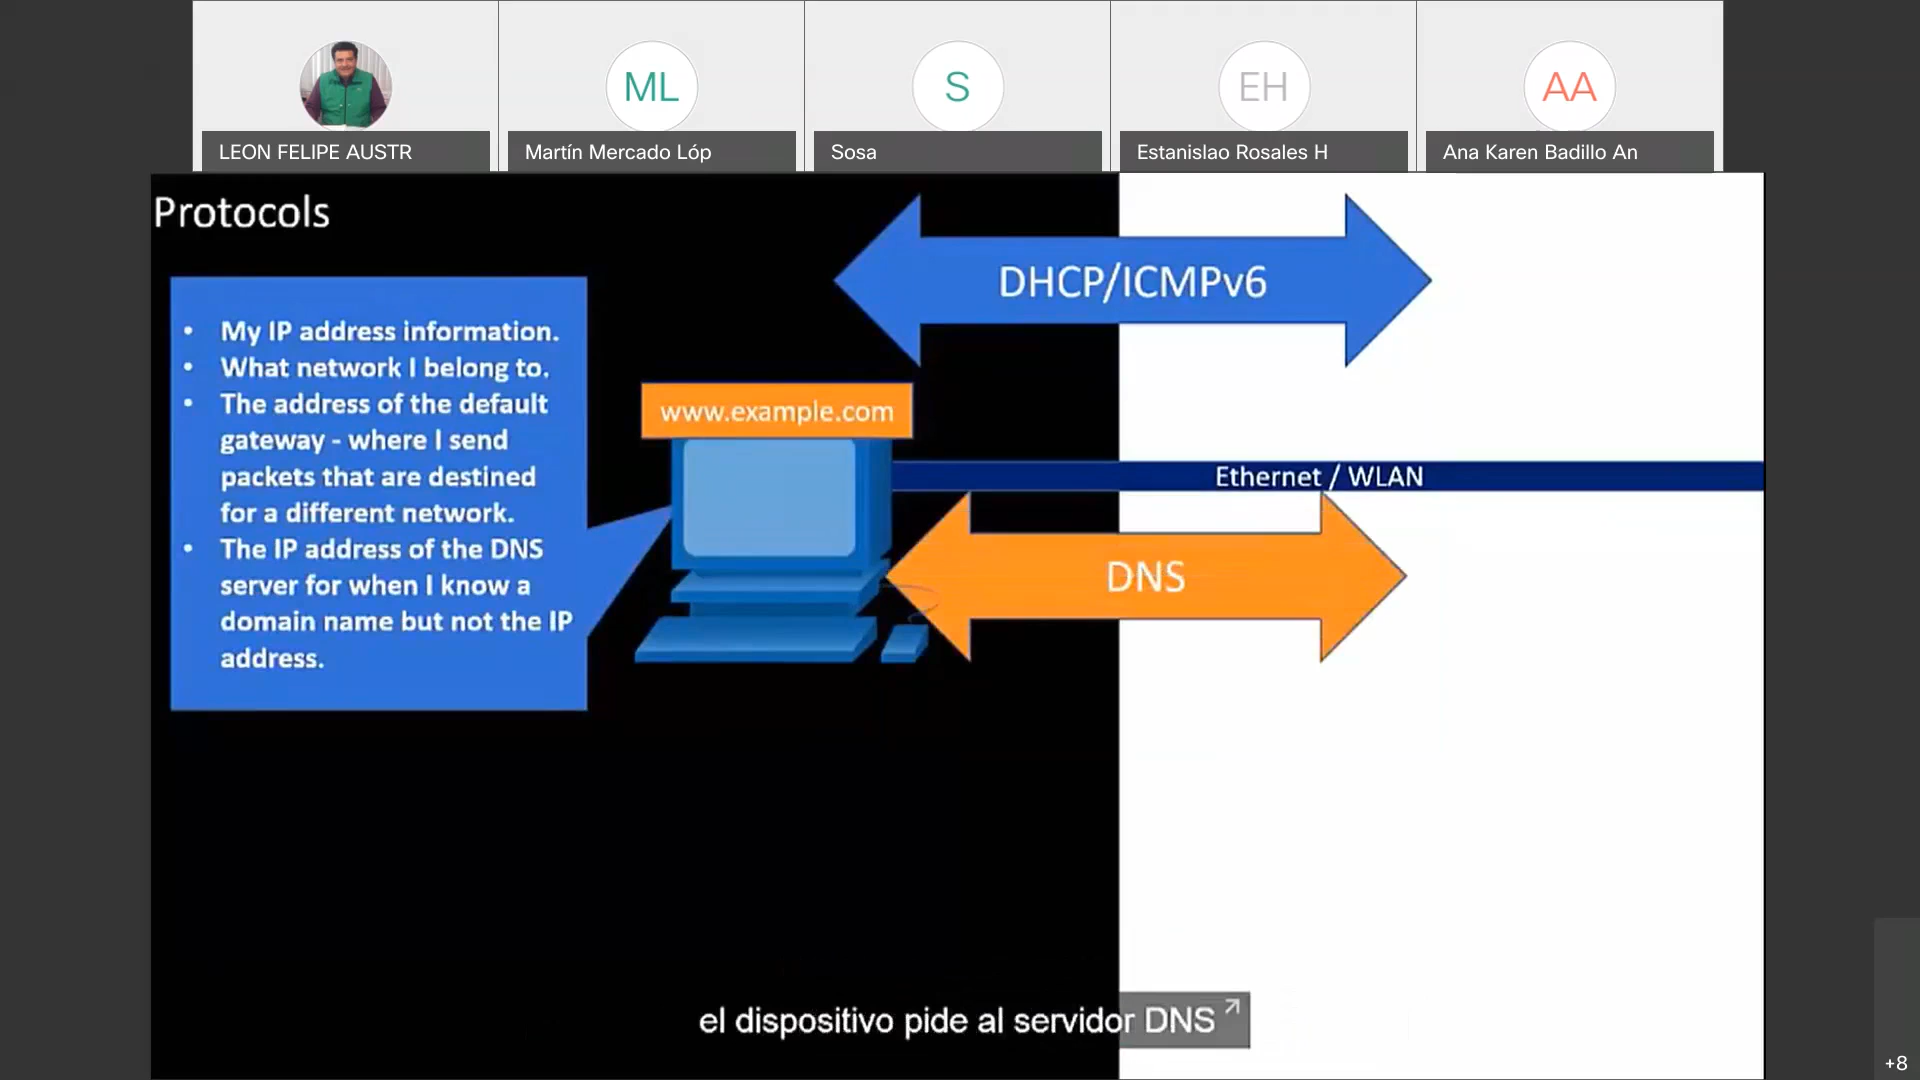 ML
S
EH
AA
LEON FELIPE AUSTR
Martín Mercado Lóp
Sosa
Estanislao Rosales H
Ana Karen Badillo An
Protocols
DHCP/ICMPv6
• My IP address information.
• What network I belong to.
• The address of the default
gateway - where I send
packets that are destined
for a different network.
• The IP address of the DNS
server for when I know a
domain name but not the IP
address.
www.example.com
Ethernet / WLAN
DNS
el dispositivo pide al servidor DNS
+8